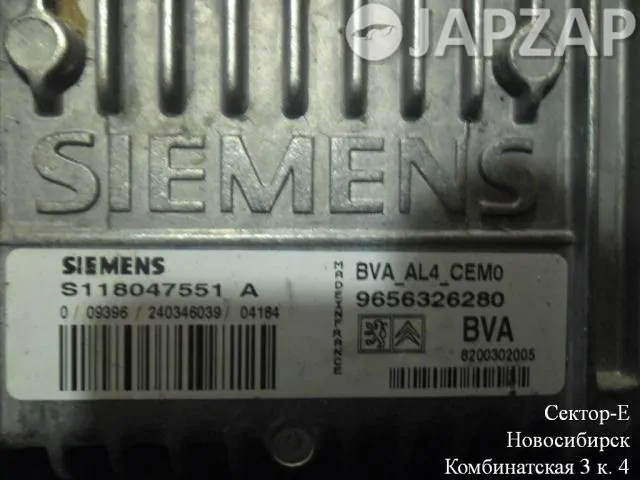 JAPZAP
SIEMENS
SIEMENS
S118047551 A
0 / 09396 / 240346039 / 04184
MADE IN FRANCE
BVA_AL4_CEM0
9656326280
BVA
8200302005
Сектор-Е
Новосибирск
Комбинатская 3 к. 4